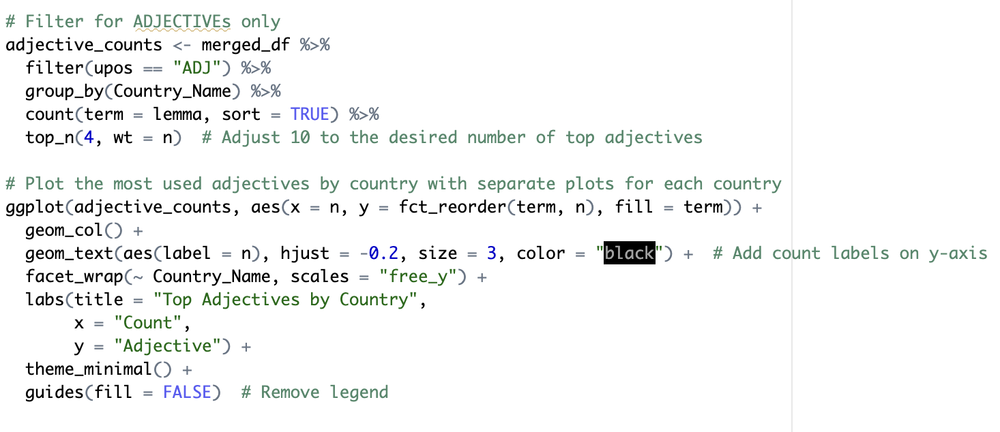 # Filter for ADJECTIVEs only
adjective_counts <- merged_df %>%
  filter(upos == "ADJ") %>%
  group_by(Country_Name) %>%
  count(term = lemma, sort = TRUE) %>%
  top_n(4, wt = n)  # Adjust 10 to the desired number of top adjectives

# Plot the most used adjectives by country with separate plots for each country
ggplot(adjective_counts, aes(x = n, y = fct_reorder(term, n), fill = term)) +
  geom_col() +
  geom_text(aes(label = n), hjust = -0.2, size = 3, color = "black") +  # Add count labels on y-axis
  facet_wrap(~ Country_Name, scales = "free_y") +
  labs(title = "Top Adjectives by Country",
       x = "Count",
       y = "Adjective") +
  theme_minimal() +
  guides(fill = FALSE)  # Remove legend